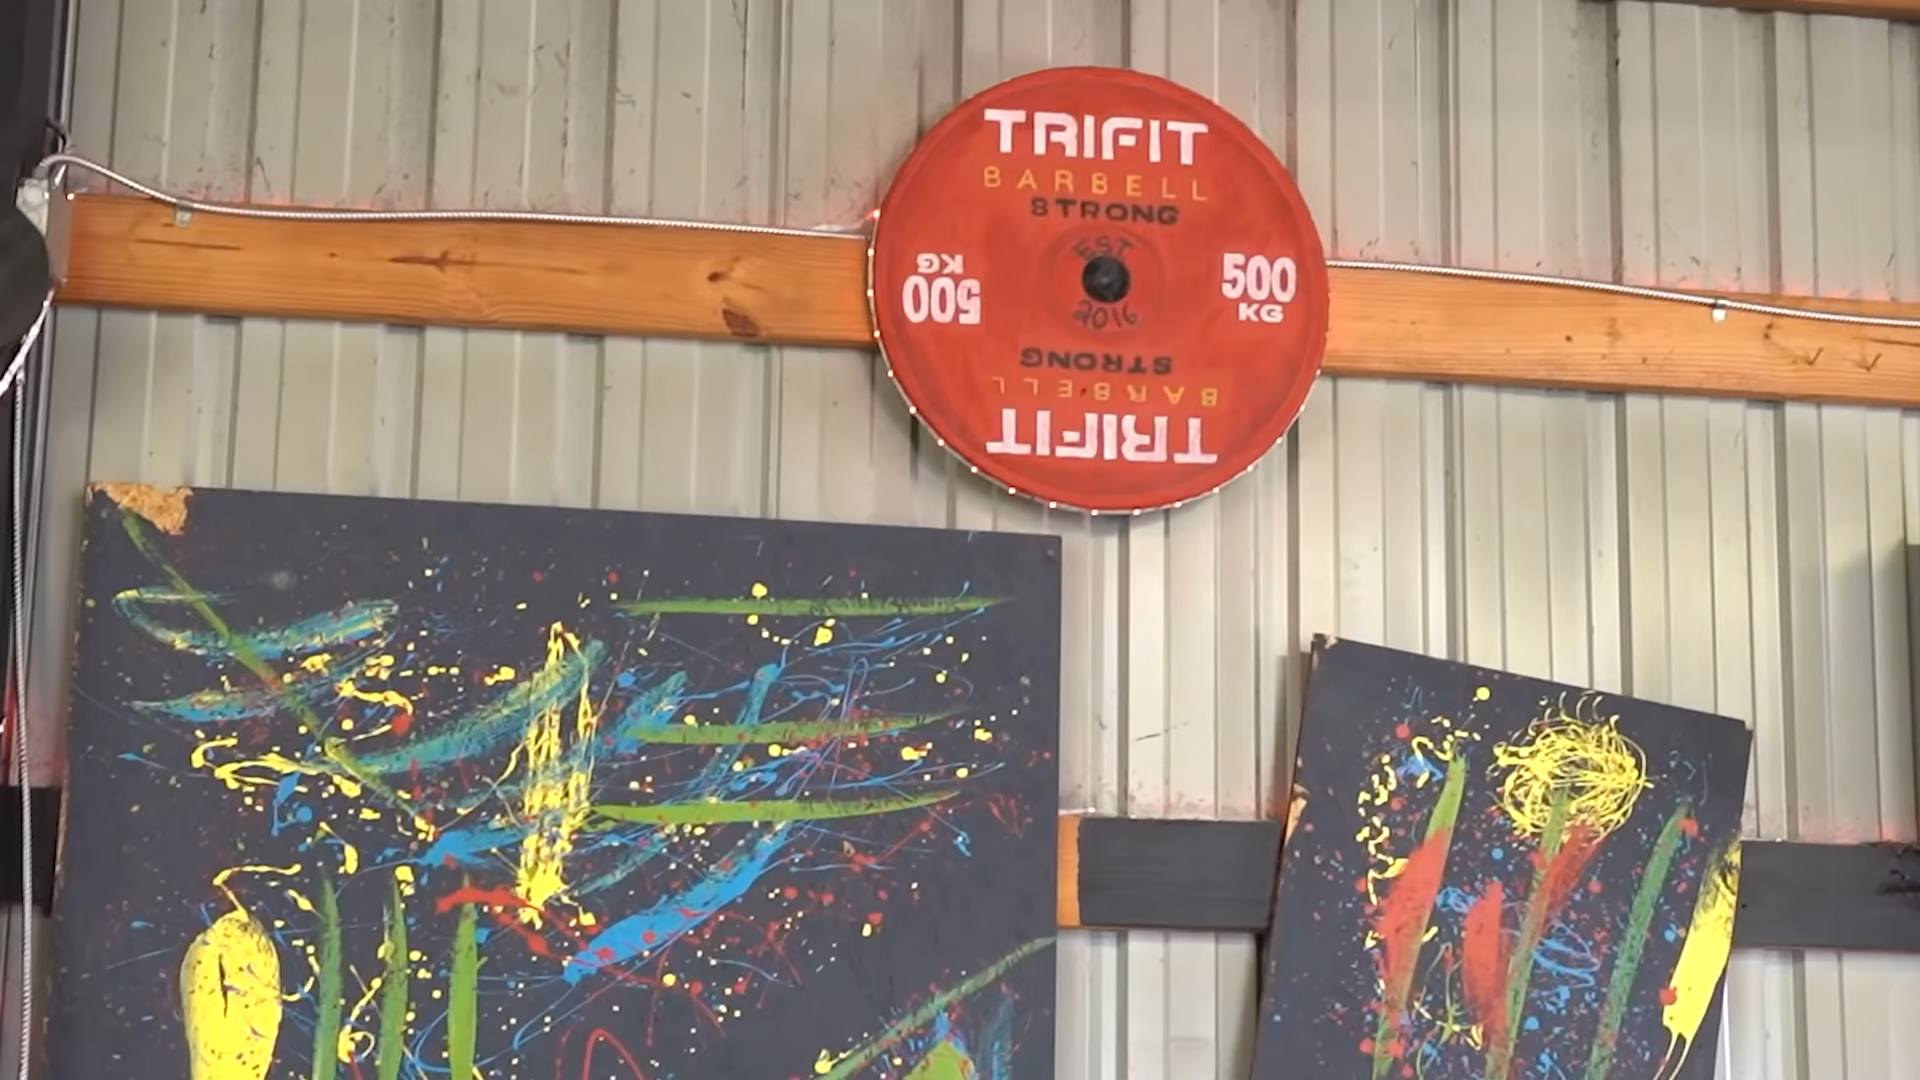 TRIFIT
BARBELL
STRONG
EST
2016
500
KG
500
KG
STRONG
BARBELL
TRIFIT